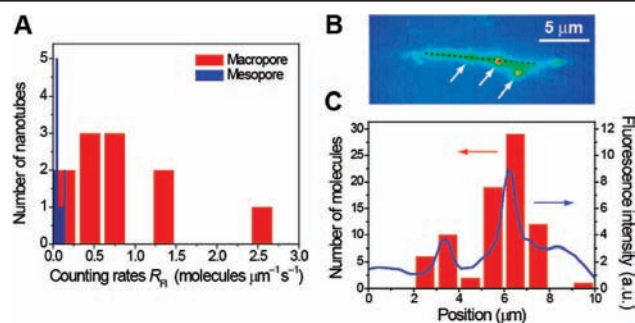 A
Macropore
Mesopore
Number of nanotubes
5
4
3
2
1
0
0.0 0.5 1.0 1.5 2.0 2.5 3.0
Counting rates R_fl (molecules μm⁻¹s⁻¹)
B
5 μm
C
Number of molecules
30
25
20
15
10
5
0
0 2 4 6 8 10
Position (μm)
12
10
8
6
4
2
0
Fluorescence intensity (a.u.)